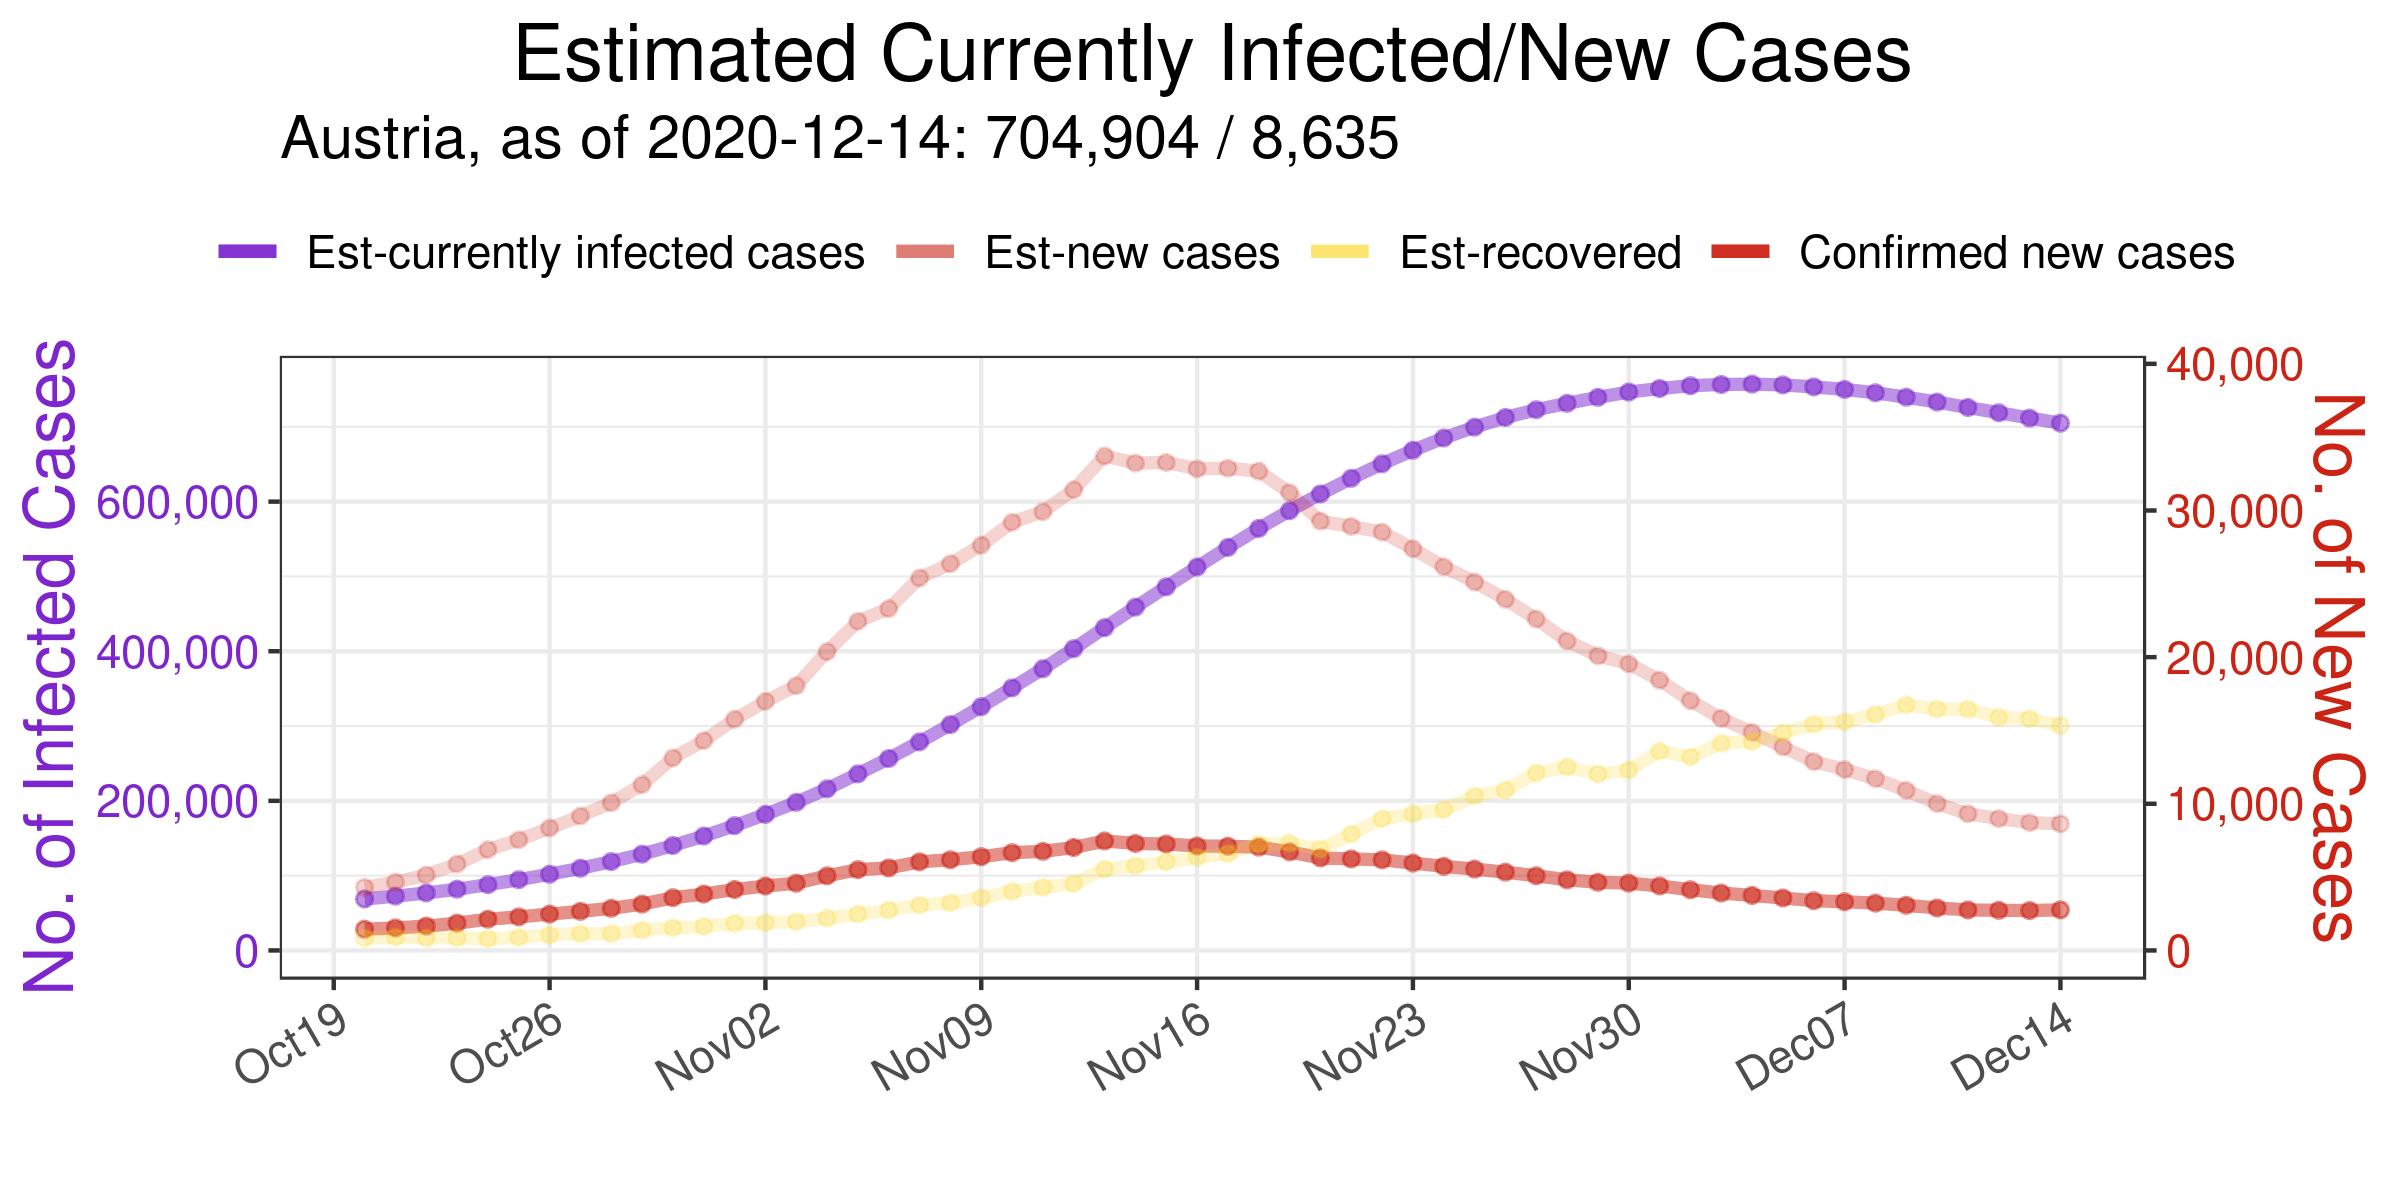 Estimated Currently Infected/New Cases
Austria, as of 2020-12-14: 704,904 / 8,635
Est-currently infected cases Est-new cases Est-recovered Confirmed new cases
No. of Infected Cases
600,000
400,000
200,000
0
40,000
30,000
20,000
10,000
0
No. of New Cases
Oct19 Oct26 Nov02 Nov09 Nov16 Nov23 Nov30 Dec07 Dec14